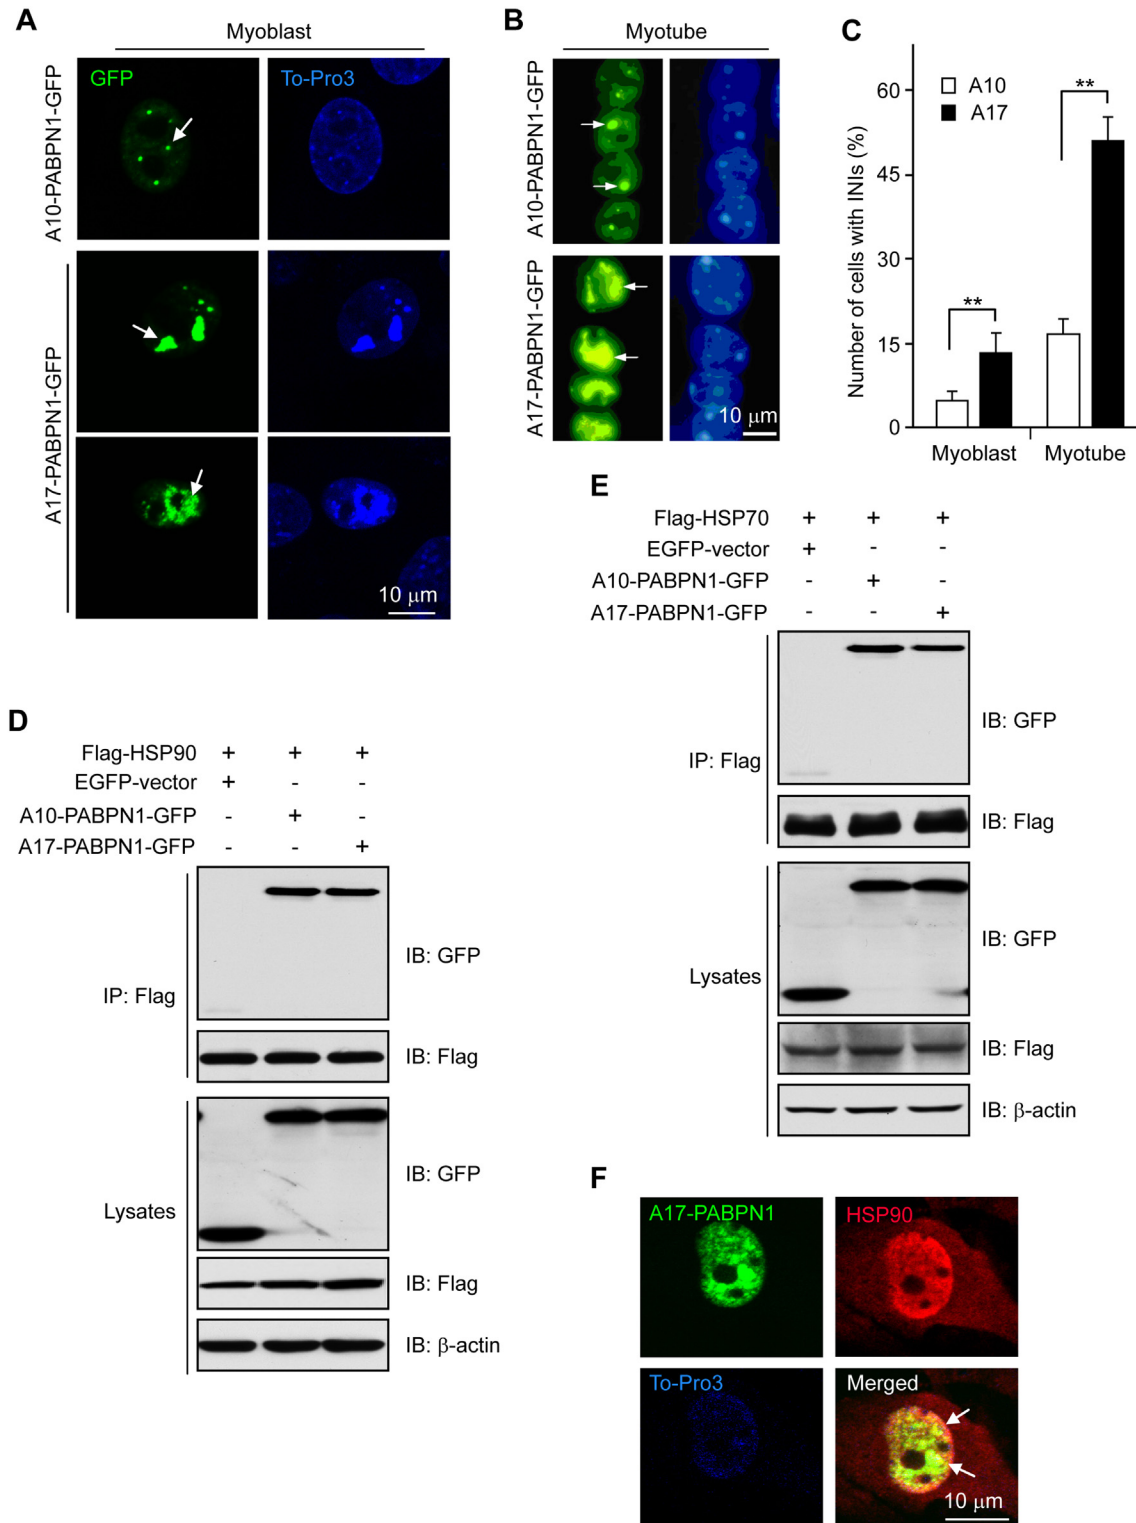 A
Myoblast
GFP
To-Pro3
A10-PABPN1-GFP
A17-PABPN1-GFP
10 μm
B
Myotube
A10-PABPN1-GFP
A17-PABPN1-GFP
10 μm
C
Number of cells with INIs (%)
60
45
30
15
0
A10
A17
**
**
Myoblast
Myotube
D
Flag-HSP90 + + +
EGFP-vector + - -
A10-PABPN1-GFP - + -
A17-PABPN1-GFP - - +
IP: Flag
IB: GFP
IB: Flag
Lysates
IB: GFP
IB: Flag
IB: β-actin
E
Flag-HSP70 + + +
EGFP-vector + - -
A10-PABPN1-GFP - + -
A17-PABPN1-GFP - - +
IP: Flag
IB: GFP
IB: Flag
Lysates
IB: GFP
IB: Flag
IB: β-actin
F
A17-PABPN1
HSP90
To-Pro3
Merged
10 μm